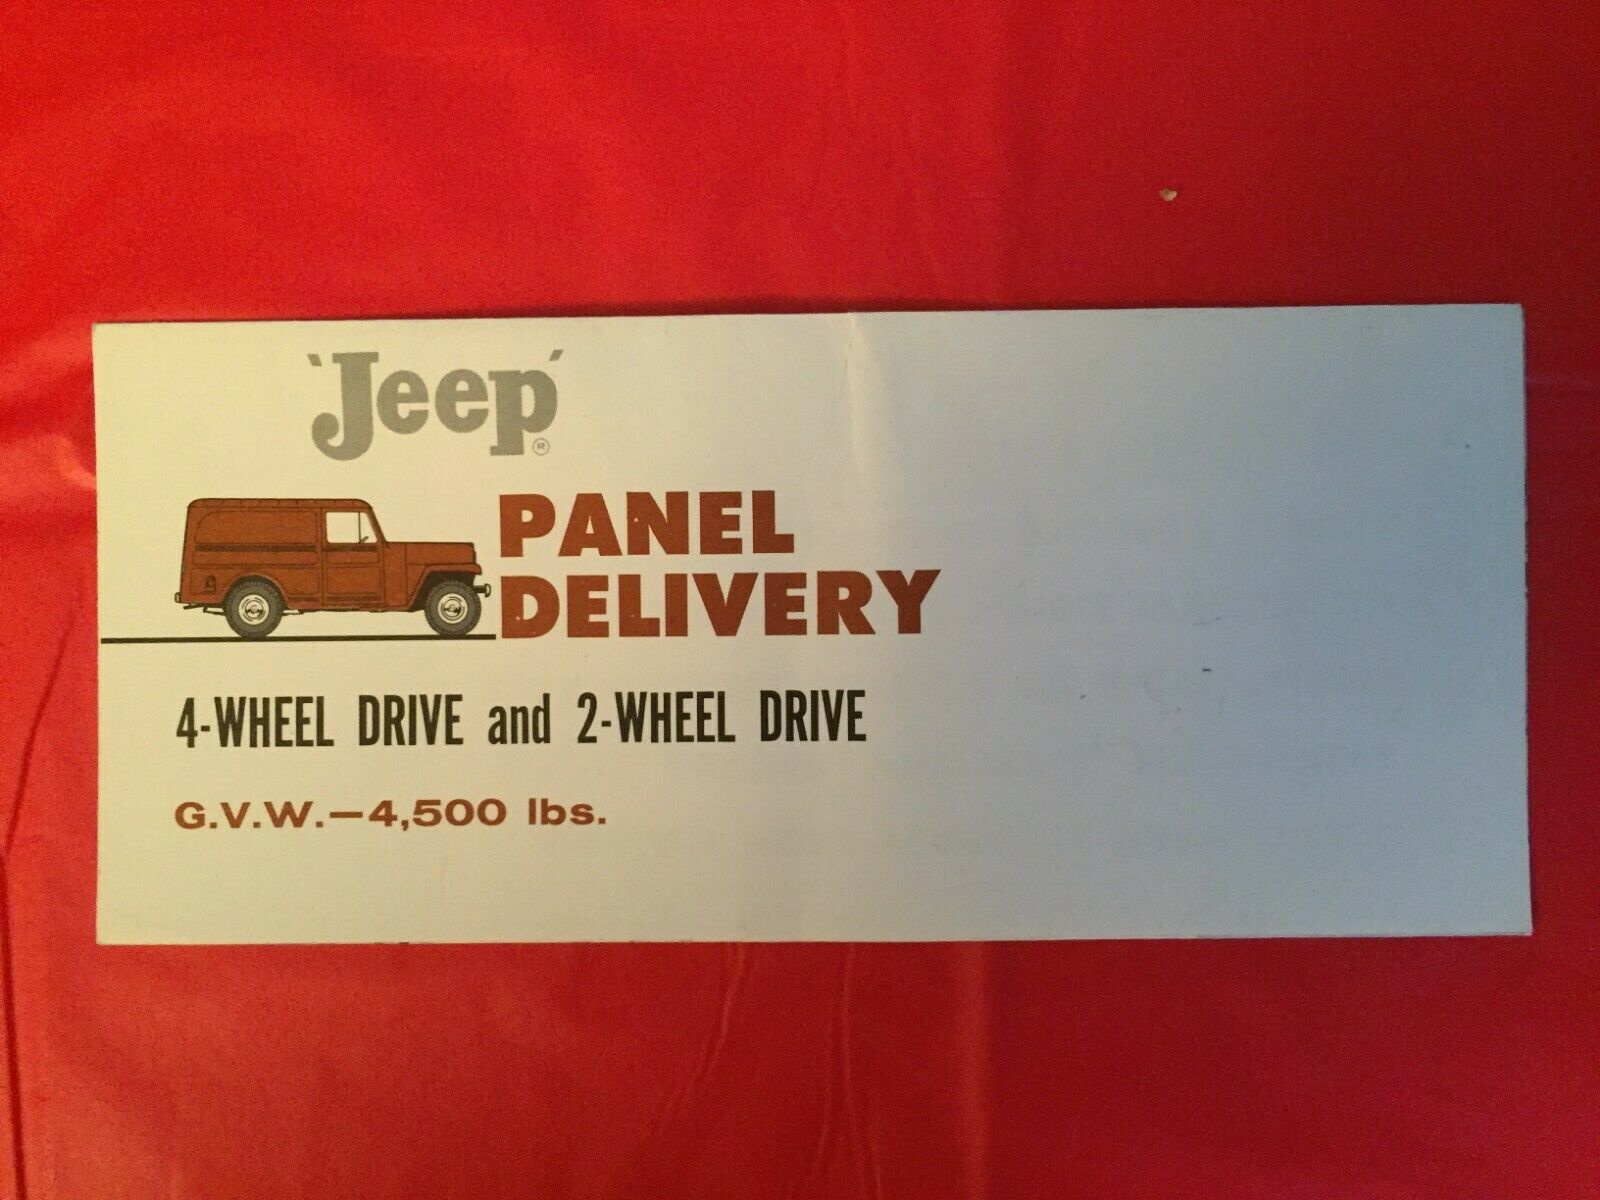 'Jeep'®
PANEL
DELIVERY
4-WHEEL DRIVE and 2-WHEEL DRIVE
G.V.W.—4,500 lbs.